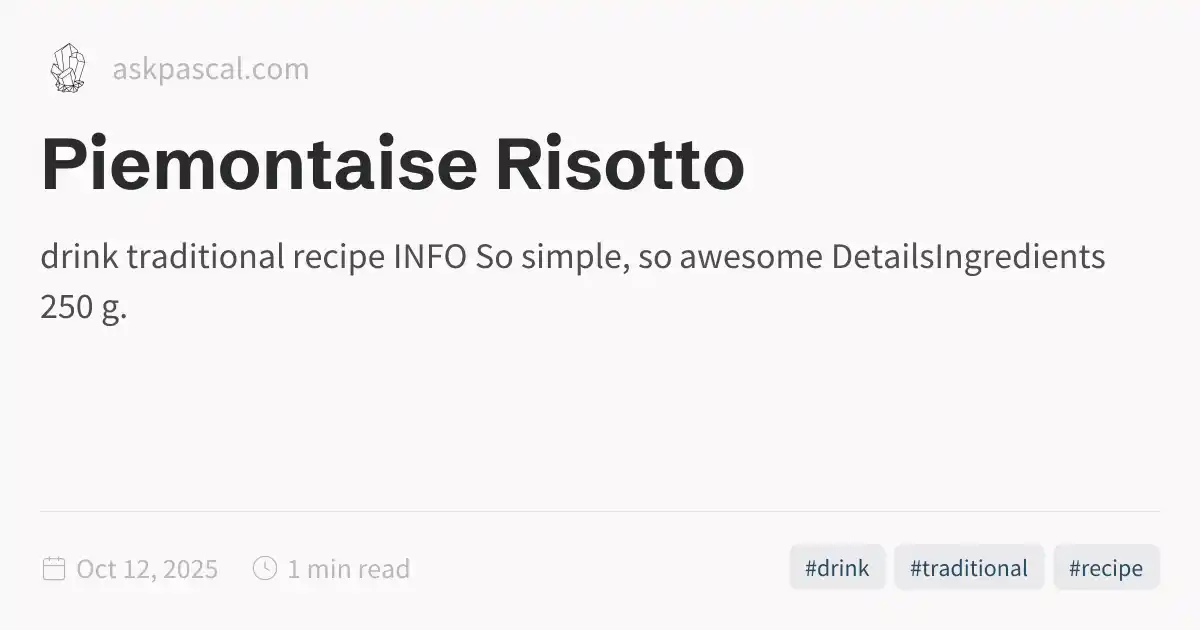 askpascal.com
Piemontaise Risotto
drink traditional recipe INFO So simple, so awesome DetailsIngredients
250 g.
Oct 12, 2025 1 min read #drink #traditional #recipe